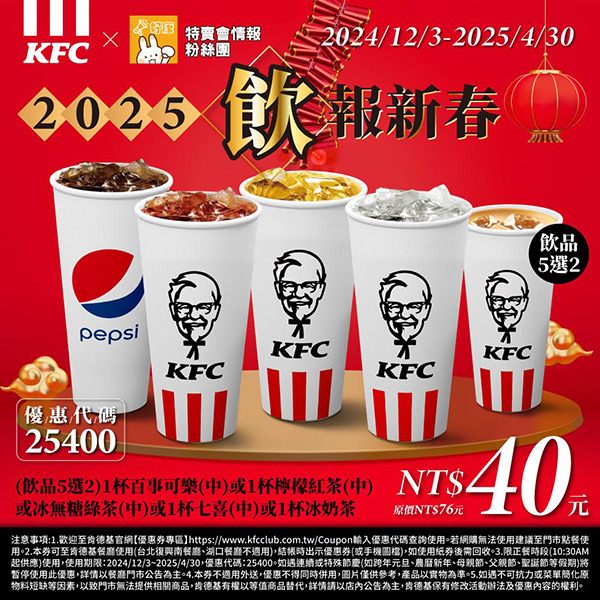 KFC × 好康 特賣會情報
粉絲團
2024/12/3-2025/4/30
2025 飲報新春
飲品
5選2
pepsi
KFC
KFC
KFC
KFC
優惠代碼
25400
(飲品5選2)1杯百事可樂(中)或1杯檸檬紅茶(中)
或冰無糖綠茶(中)或1杯七喜(中)或1杯冰奶茶
NT$40元
原價NT$76元
注意事項:1.歡迎至肯德基官網【優惠券專區】https://www.kfcclub.com.tw/Coupon輸入優惠代碼查詢使用。若網購無法使用建議至門市點餐使
用。2.本券可至肯德基餐廳使用(台北復興南餐廳、湖口餐廳不適用),結帳時出示優惠券(或手機圖檔),如使用紙券後需回收。3.限正餐時段(10:30AM
起供應)使用,使用期限:2024/12/3~2025/4/30,優惠代碼:25400。如遇連續或特殊節慶(如跨年元旦、農曆新年、母親節、父親節、聖誕節等假期)將
暫停使用此優惠,詳情以餐廳門市公告為主。4.本券不適用外送,優惠不得同時併用,圖片僅供參考,產品以實物為準。5.如遇不可抗力或菜單簡化原
物料短缺等因素,以致門市無法提供相關商品,肯德基有權以等值商品替代,詳情請以店內公告為主,肯德基保有修改活動辦法及優惠內容的權利。